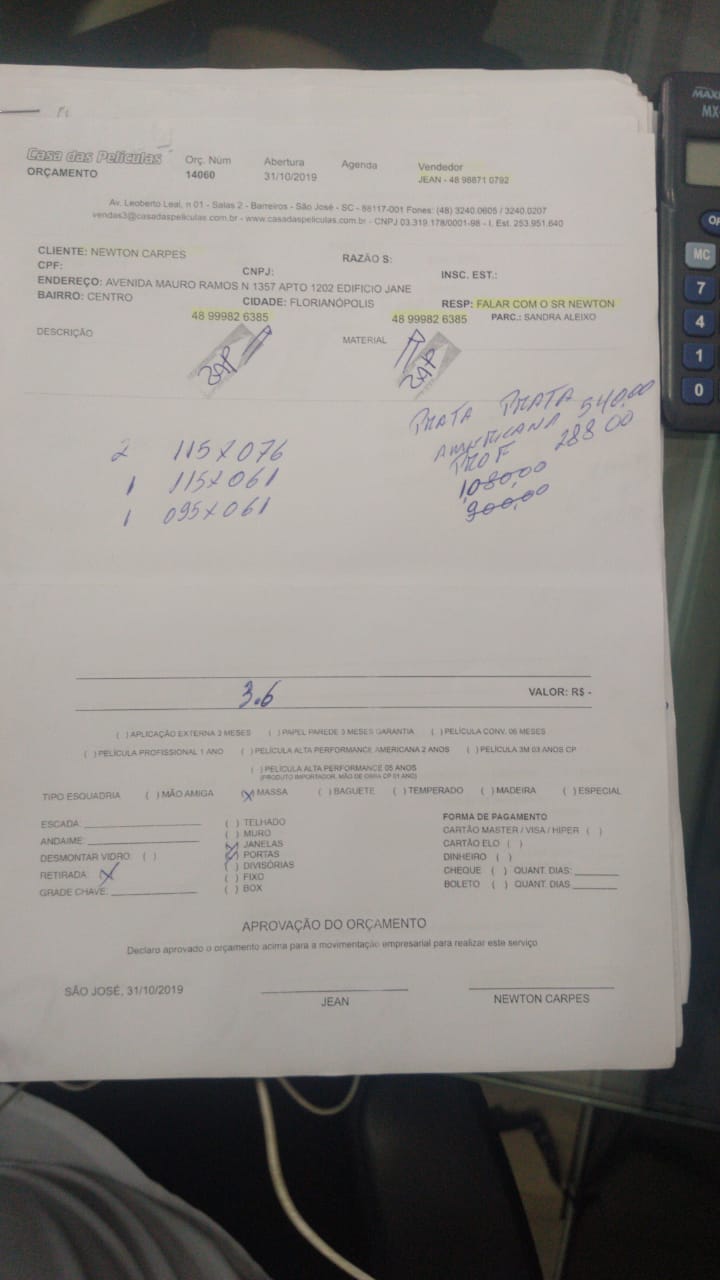 Casa das Películas
ORÇAMENTO
Orç. Núm
14060
Abertura
31/10/2019
Agenda
Vendedor
JEAN - 48 98871 0792
Av. Leoberto Leal, n 01 - Salas 2 - Barreiros - São José - SC - 88117-001 Fones: (48) 3240.0605 / 3240.0207
vendas3@casadaspeliculas.com.br - www.casadaspeliculas.com.br - CNPJ 03.319.178/0001-98 - I. Est. 253.951.640
CLIENTE: NEWTON CARPES
RAZÃO S:
CPF:
CNPJ:
INSC. EST.:
ENDEREÇO: AVENIDA MAURO RAMOS N 1357 APTO 1202 EDIFICIO JANE
BAIRRO: CENTRO
CIDADE: FLORIANÓPOLIS
RESP: FALAR COM O SR NEWTON
48 99982 6385
48 99982 6385
PARC.: SANDRA ALEIXO
DESCRIÇÃO
MATERIAL
ZAP
ZAP
PRATA PRATA
AMERICANA 540,00
PROF 288 00
2 115X076
1 115X061
1 095X061
1,080,00
900,00
3.6
VALOR: R$ -
( ) APLICAÇÃO EXTERNA 3 MESES ( ) PAPEL PAREDE 3 MESES GARANTIA ( ) PELÍCULA CONV. 06 MESES
( ) PELÍCULA PROFISSIONAL 1 ANO ( ) PELÍCULA ALTA PERFORMANCE AMERICANA 2 ANOS ( ) PELÍCULA 3M 03 ANOS CP
( ) PELÍCULA ALTA PERFORMANCE 05 ANOS
(PRODUTO IMPORTADOR, MÃO DE OBRA CP 01 ANO)
TIPO ESQUADRIA ( ) MÃO AMIGA (X) MASSA ( ) BAGUETE ( ) TEMPERADO ( ) MADEIRA ( ) ESPECIAL
ESCADA:
ANDAIME:
DESMONTAR VIDRO: ( )
RETIRADA: X
GRADE CHAVE:
( ) TELHADO
( ) MURO
(X) JANELAS
(X) PORTAS
( ) DIVISÓRIAS
( ) FIXO
( ) BOX
FORMA DE PAGAMENTO
CARTÃO MASTER / VISA / HIPER ( )
CARTÃO ELO ( )
DINHEIRO ( )
CHEQUE ( ) QUANT. DIAS:
BOLETO ( ) QUANT. DIAS
APROVAÇÃO DO ORÇAMENTO
Declaro aprovado o orçamento acima para a movimentação empresarial para realizar este serviço
SÃO JOSÉ, 31/10/2019
JEAN
NEWTON CARPES
MC
7
4
1
0